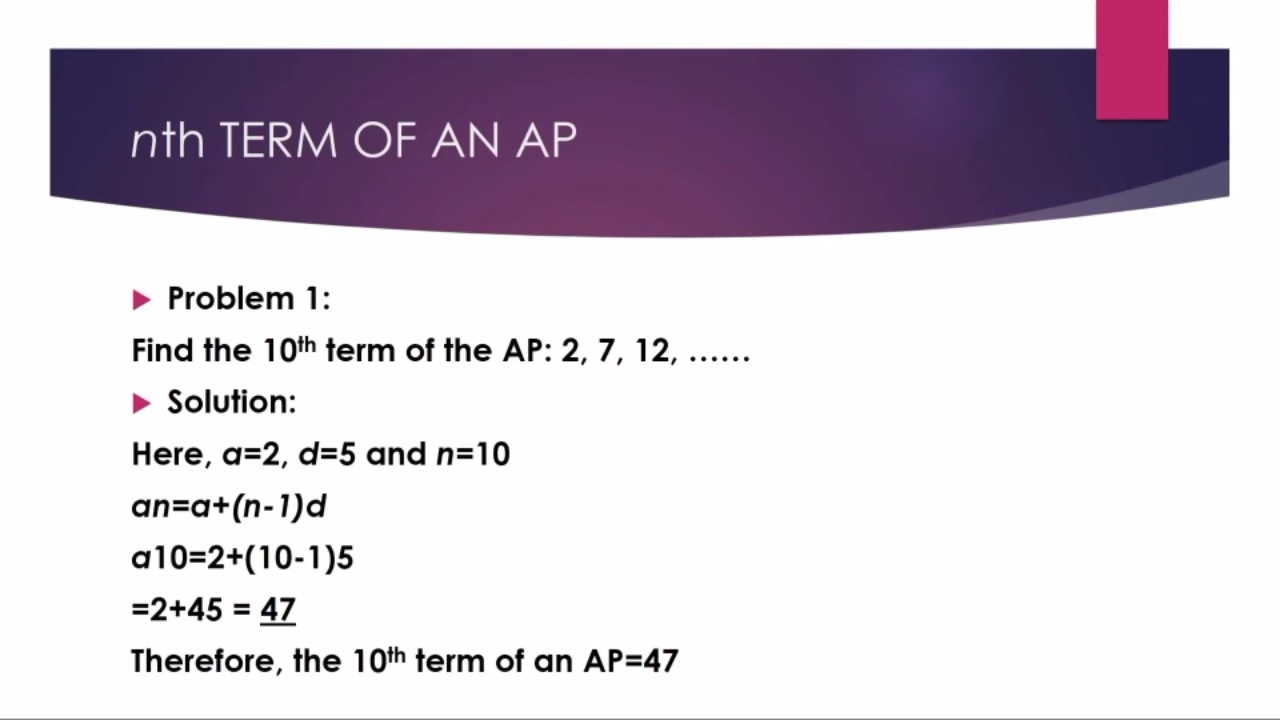 nth TERM OF AN AP
Problem 1:
Find the 10th term of the AP: 2, 7, 12, ......
Solution:
Here, a=2, d=5 and n=10
an=a+(n-1)d
a10=2+(10-1)5
=2+45 = 47
Therefore, the 10th term of an AP=47